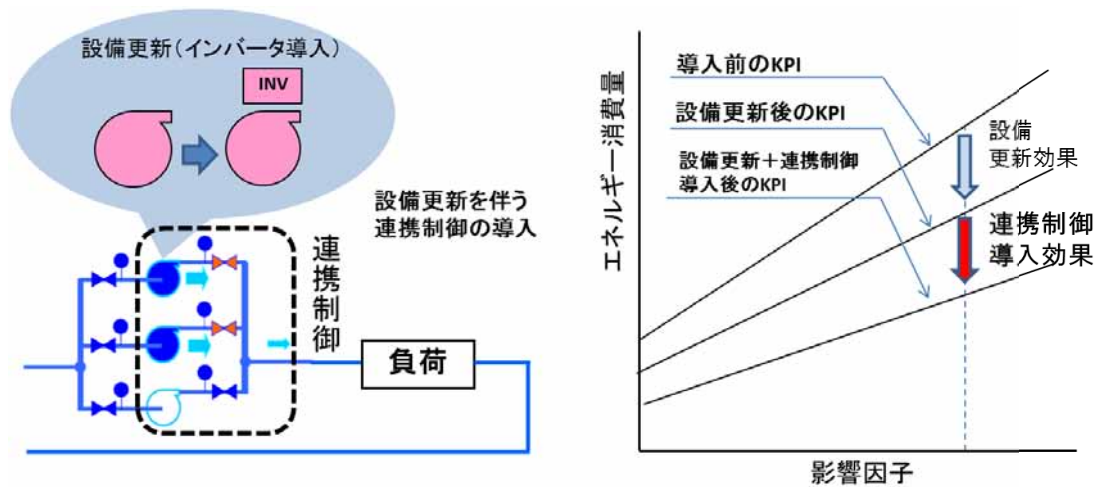 設備更新(インバータ導入)
INV
設備更新を伴う
連携制御の導入
連携制御
負荷
エネルギー消費量
導入前のKPI
設備更新後のKPI
設備更新+連携制御
導入後のKPI
設備
更新効果
連携制御
導入効果
影響因子